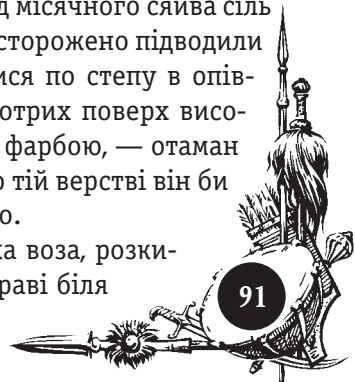 д місячного сяйва сіль
сторожено підводили
ися по степу в опів-
отрих поверх висо-
фарбою, — отаман
о тій верстві він би
о.
ка воза, розки-
раві біля
91